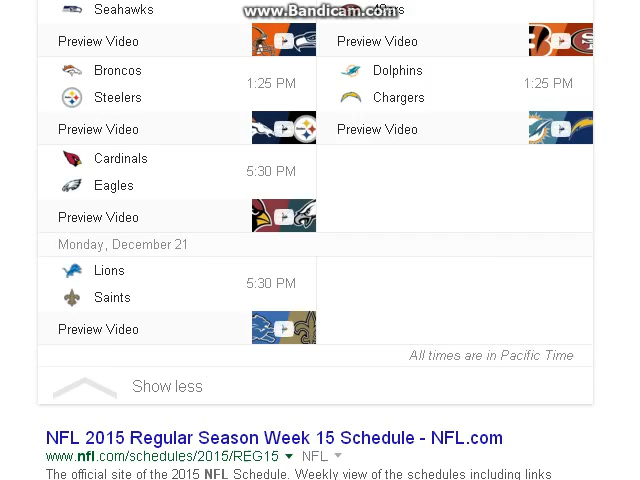 www.Bandicam.com
Seahawks
Preview Video
Preview Video
Broncos
Steelers
1:25 PM
Dolphins
Chargers
1:25 PM
Preview Video
Preview Video
Cardinals
Eagles
5:30 PM
Preview Video
Monday, December 21
Lions
Saints
5:30 PM
Preview Video
All times are in Pacific Time
Show less
NFL 2015 Regular Season Week 15 Schedule - NFL.com
www.nfl.com/schedules/2015/REG15 NFL
The official site of the 2015 NFL Schedule. Weekly view of the schedules including links